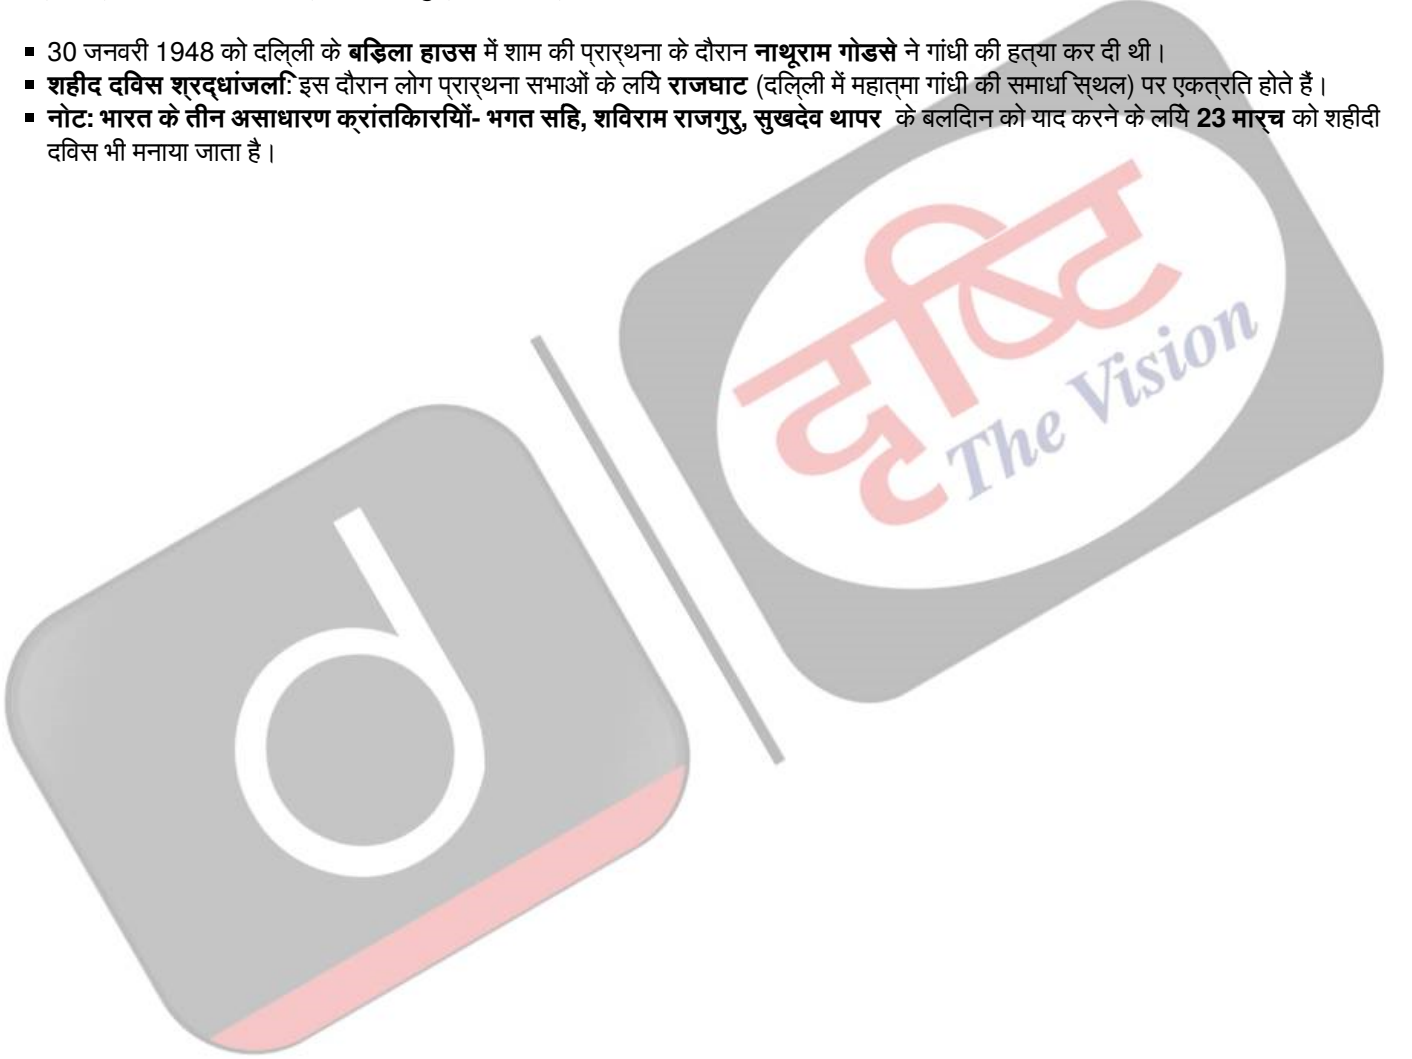 ▪ 30 जनवरी 1948 को दिल्ली के बिड़ला हाउस में शाम की प्रार्थना के दौरान नाथूराम गोडसे ने गांधी की हत्या कर दी थी।
▪ शहीद दिवस श्रद्धांजलि: इस दौरान लोग प्रार्थना सभाओं के लिये राजघाट (दिल्ली में महात्मा गांधी की समाधि स्थल) पर एकत्रित होते हैं।
▪ नोट: भारत के तीन असाधारण क्रांतिकारियों- भगत सिंह, शिवराम राजगुरु, सुखदेव थापर के बलिदान को याद करने के लिये 23 मार्च को शहीदी
दिवस भी मनाया जाता है।
दृष्टि
The Vision
d